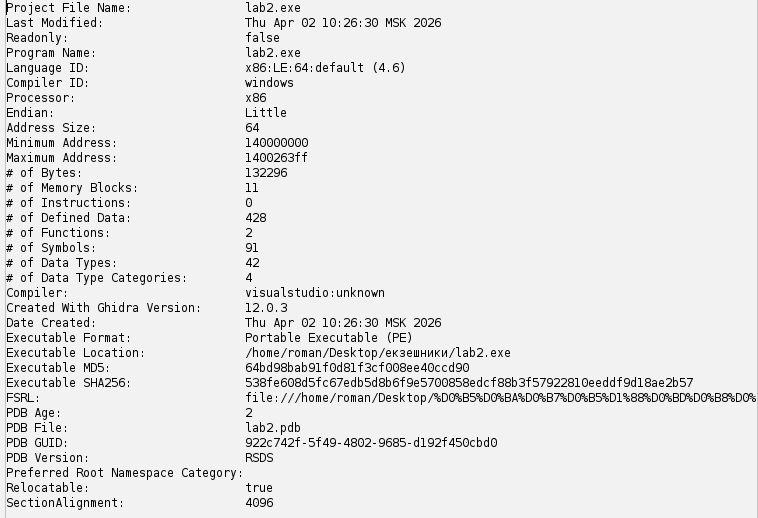 Project File Name: lab2.exe
Last Modified: Thu Apr 02 10:26:30 MSK 2026
Readonly: false
Program Name: lab2.exe
Language ID: x86:LE:64:default (4.6)
Compiler ID: windows
Processor: x86
Endian: Little
Address Size: 64
Minimum Address: 140000000
Maximum Address: 1400263ff
# of Bytes: 132296
# of Memory Blocks: 11
# of Instructions: 0
# of Defined Data: 428
# of Functions: 2
# of Symbols: 91
# of Data Types: 42
# of Data Type Categories: 4
Compiler: visualstudio:unknown
Created With Ghidra Version: 12.0.3
Date Created: Thu Apr 02 10:26:30 MSK 2026
Executable Format: Portable Executable (PE)
Executable Location: /home/roman/Desktop/екзешники/lab2.exe
Executable MD5: 64bd98bab91f0d81f3cf008ee40ccd90
Executable SHA256: 538fe608d5fc67edb5d8b6f9e5700858edcf88b3f57922810eeddf9d18ae2b57
FSRL: file:///home/roman/Desktop/%D0%B5%D0%BA%D0%B7%D0%B5%D1%88%D0%BD%D0%B8%D0%
PDB Age: 2
PDB File: lab2.pdb
PDB GUID: 922c742f-5f49-4802-9685-d192f450cbd0
PDB Version: RSDS
Preferred Root Namespace Category:
Relocatable: true
SectionAlignment: 4096